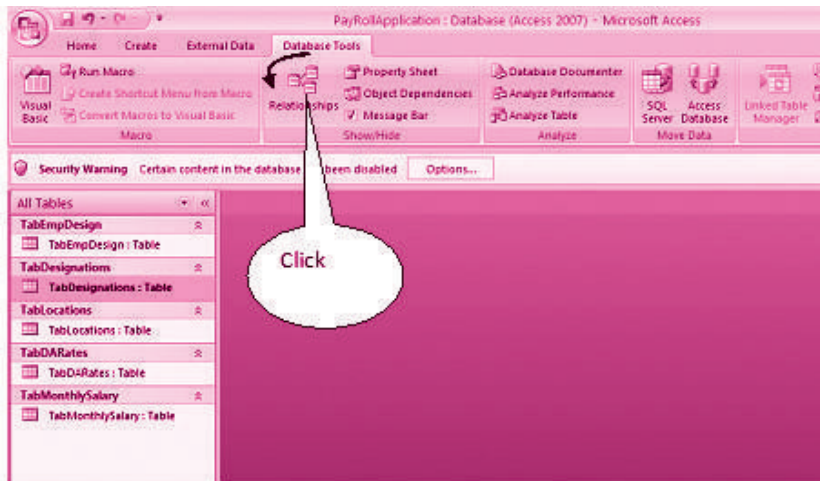 PayRollApplication : Database (Access 2007) - Microsoft Access
Home Create External Data Database Tools
Visual Basic
Run Macro
Create Shortcut Menu from Macro
Convert Macros to Visual Basic
Macro
Relationships
Property Sheet
Object Dependencies
Message Bar
Show/Hide
Database Documenter
Analyze Performance
Analyze Table
Analyze
SQL Server
Access Database
Move Data
Linked Table Manager
Security Warning Certain content in the database been disabled Options...
All Tables
TabEmpDesign
TabEmpDesign : Table
TabDesignations
TabDesignations : Table
TabLocations
TabLocations : Table
TabDARates
TabDARates : Table
TabMonthlySalary
TabMonthlySalary : Table
Click